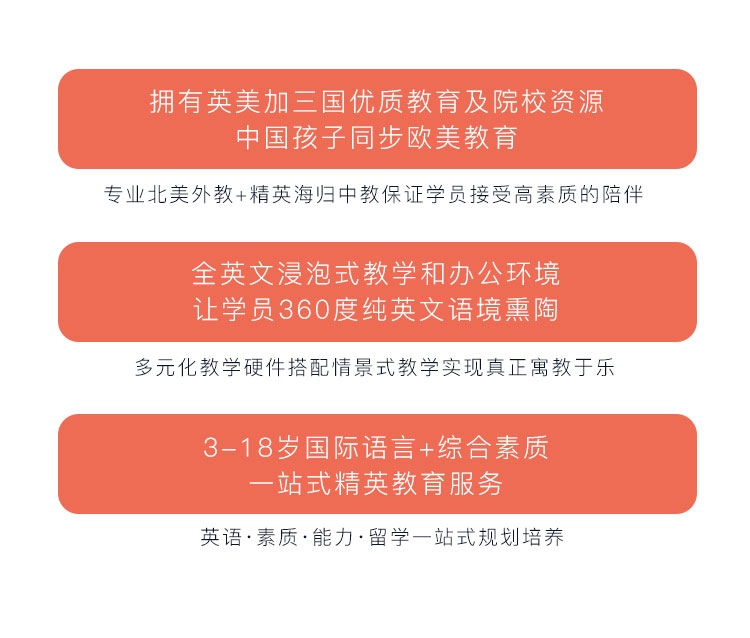 拥有英美加三国优质教育及院校资源
中国孩子同步欧美教育
专业北美外教+精英海归中教保证学员接受高素质的陪伴
全英文浸泡式教学和办公环境
让学员360度纯英文语境熏陶
多元化教学硬件搭配情景式教学实现真正寓教于乐
3-18岁国际语言+综合素质
一站式精英教育服务
英语·素质·能力·留学一站式规划培养